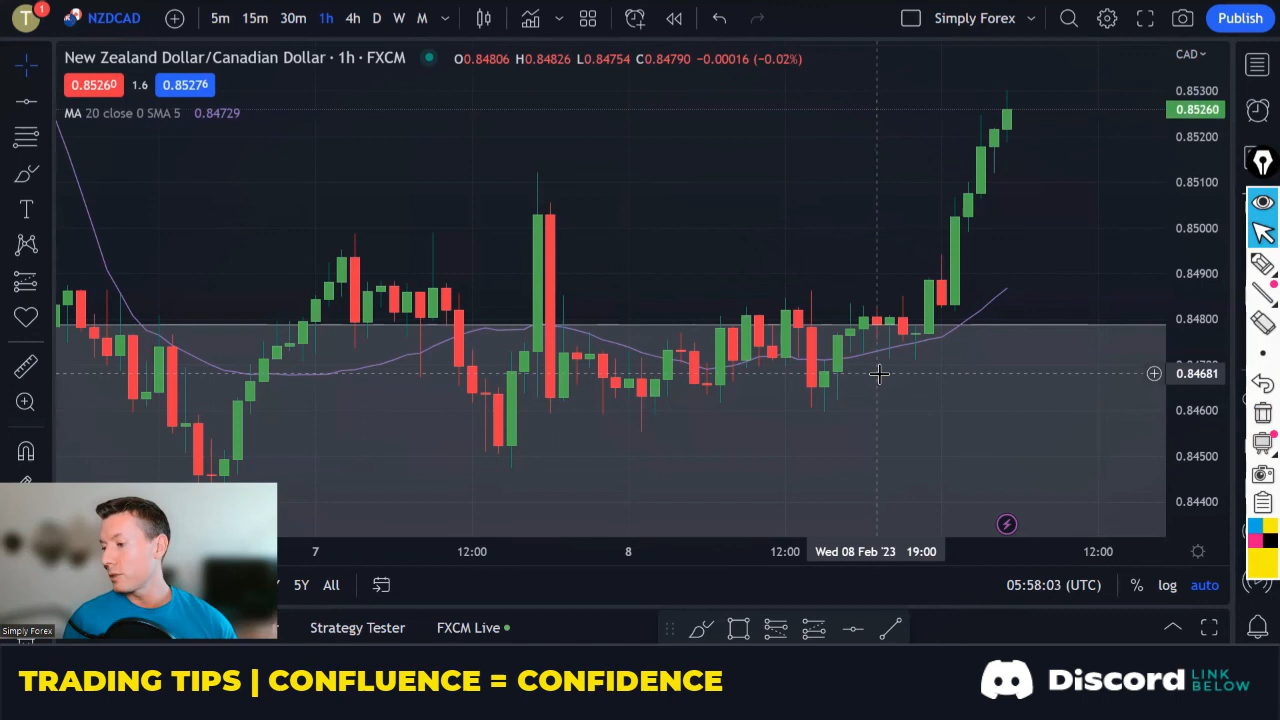 T 1 NZDCAD 5m 15m 30m 1h 4h D W M Simply Forex Publish
New Zealand Dollar/Canadian Dollar · 1h · FXCM O0.84806 H0.84826 L0.84754 C0.84790 −0.00016 (−0.02%)
CAD
0.85260 1.6 0.85276
MA 20 close 0 SMA 5 0.84729
0.85300
0.85260
0.85200
0.85100
0.85000
0.84900
0.84800
0.84681
0.84600
0.84500
0.84400
7 12:00 8 12:00 Wed 08 Feb '23 19:00 12:00
5Y All 05:58:03 (UTC) % log auto
Strategy Tester FXCM Live
Simply Forex
TRADING TIPS | CONFLUENCE = CONFIDENCE
Discord LINK BELOW